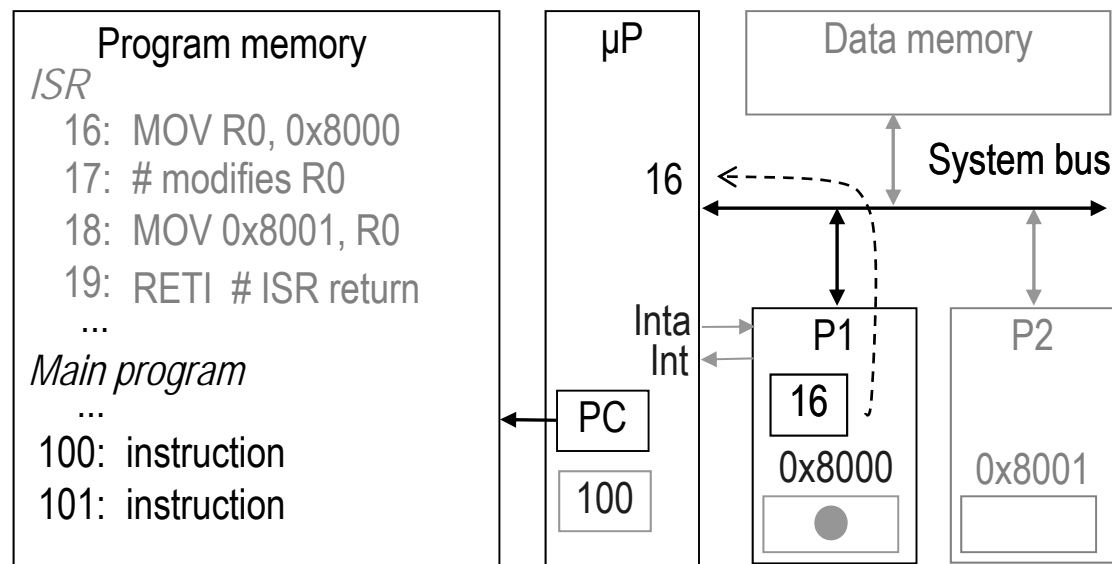 Program memory
ISR
16: MOV R0, 0x8000
17: # modifies R0
18: MOV 0x8001, R0
19: RETI # ISR return
...
Main program
...
100: instruction
101: instruction
μP
16
Inta
Int
PC
100
Data memory
System bus
P1
16
0x8000
P2
0x8001